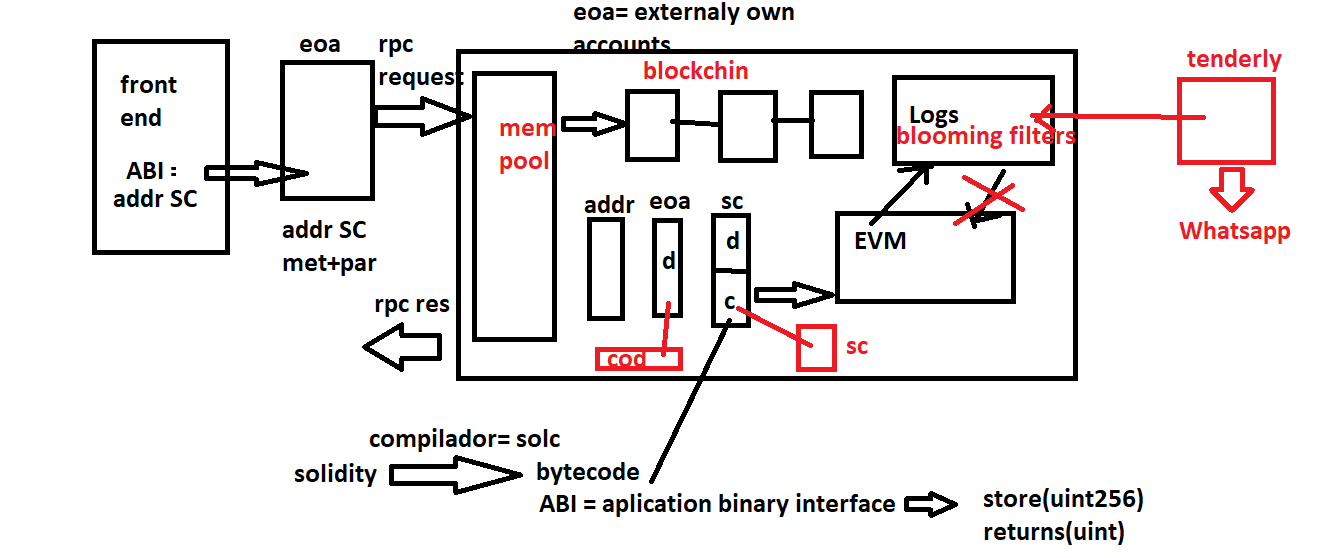 eoa= externaly own
accounts
eoa
rpc
request
front
end
ABI =
addr SC
addr SC
met+par
rpc res
mem
pool
blockchin
Logs
blooming filters
tenderly
Whatsapp
addr
eoa
sc
d
d
c
EVM
cod
sc
compilador= solc
solidity
bytecode
ABI = aplication binary interface
store(uint256)
returns(uint)